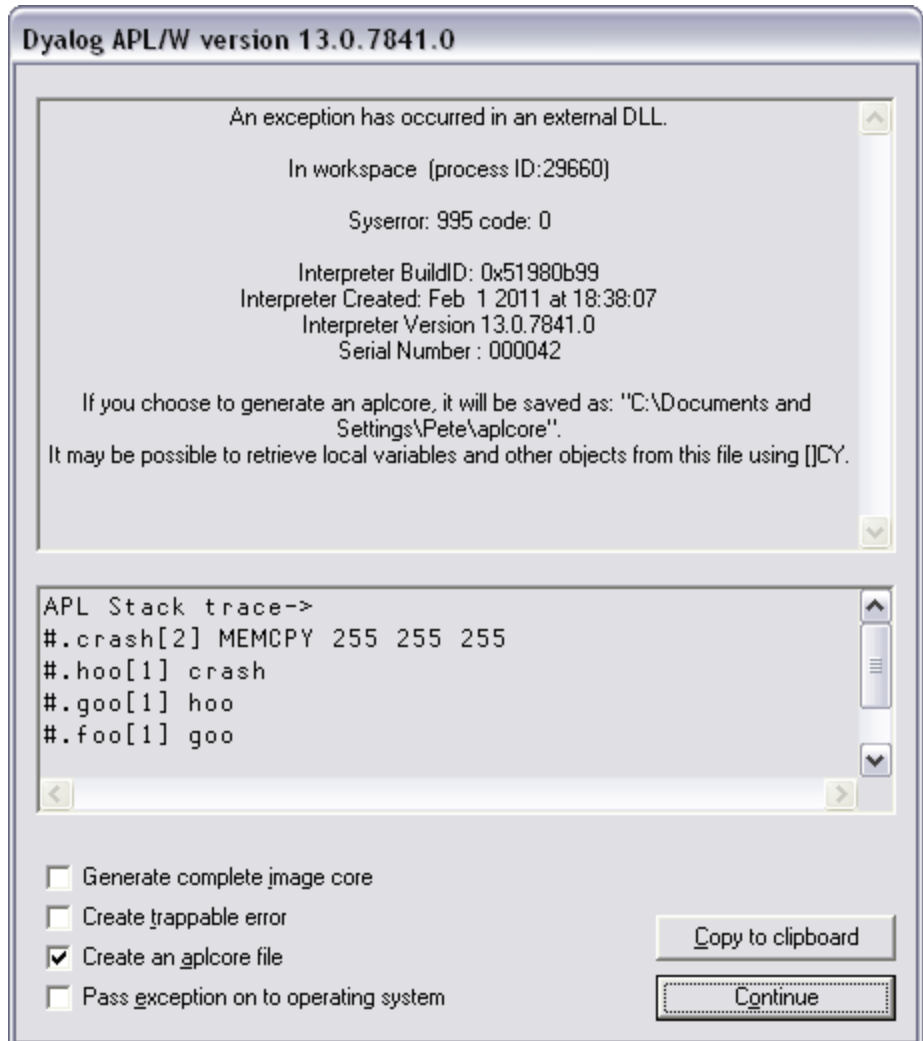 Dyalog APL/W version 13.0.7841.0
An exception has occurred in an external DLL.
In workspace (process ID:29660)
Syserror: 995 code: 0
Interpreter BuildID: 0x51980b99
Interpreter Created: Feb  1 2011 at 18:38:07
Interpreter Version 13.0.7841.0
Serial Number : 000042
If you choose to generate an aplcore, it will be saved as: "C:\Documents and
Settings\Pete\aplcore".
It may be possible to retrieve local variables and other objects from this file using []CY.
APL Stack trace->
#.crash[2] MEMCPY 255 255 255
#.hoo[1] crash
#.goo[1] hoo
#.foo[1] goo
Generate complete image core
Create trappable error
Create an aplcore file
Pass exception on to operating system
Copy to clipboard
Continue